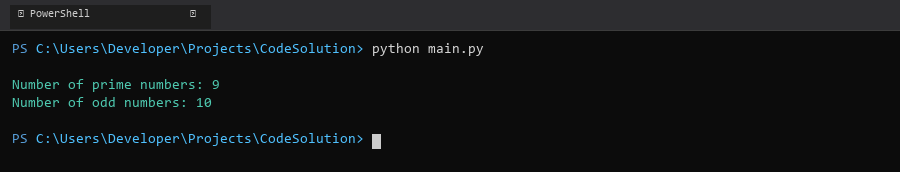 PowerShell
PS C:\Users\Developer\Projects\CodeSolution> python main.py
Number of prime numbers: 9
Number of odd numbers: 10
PS C:\Users\Developer\Projects\CodeSolution>